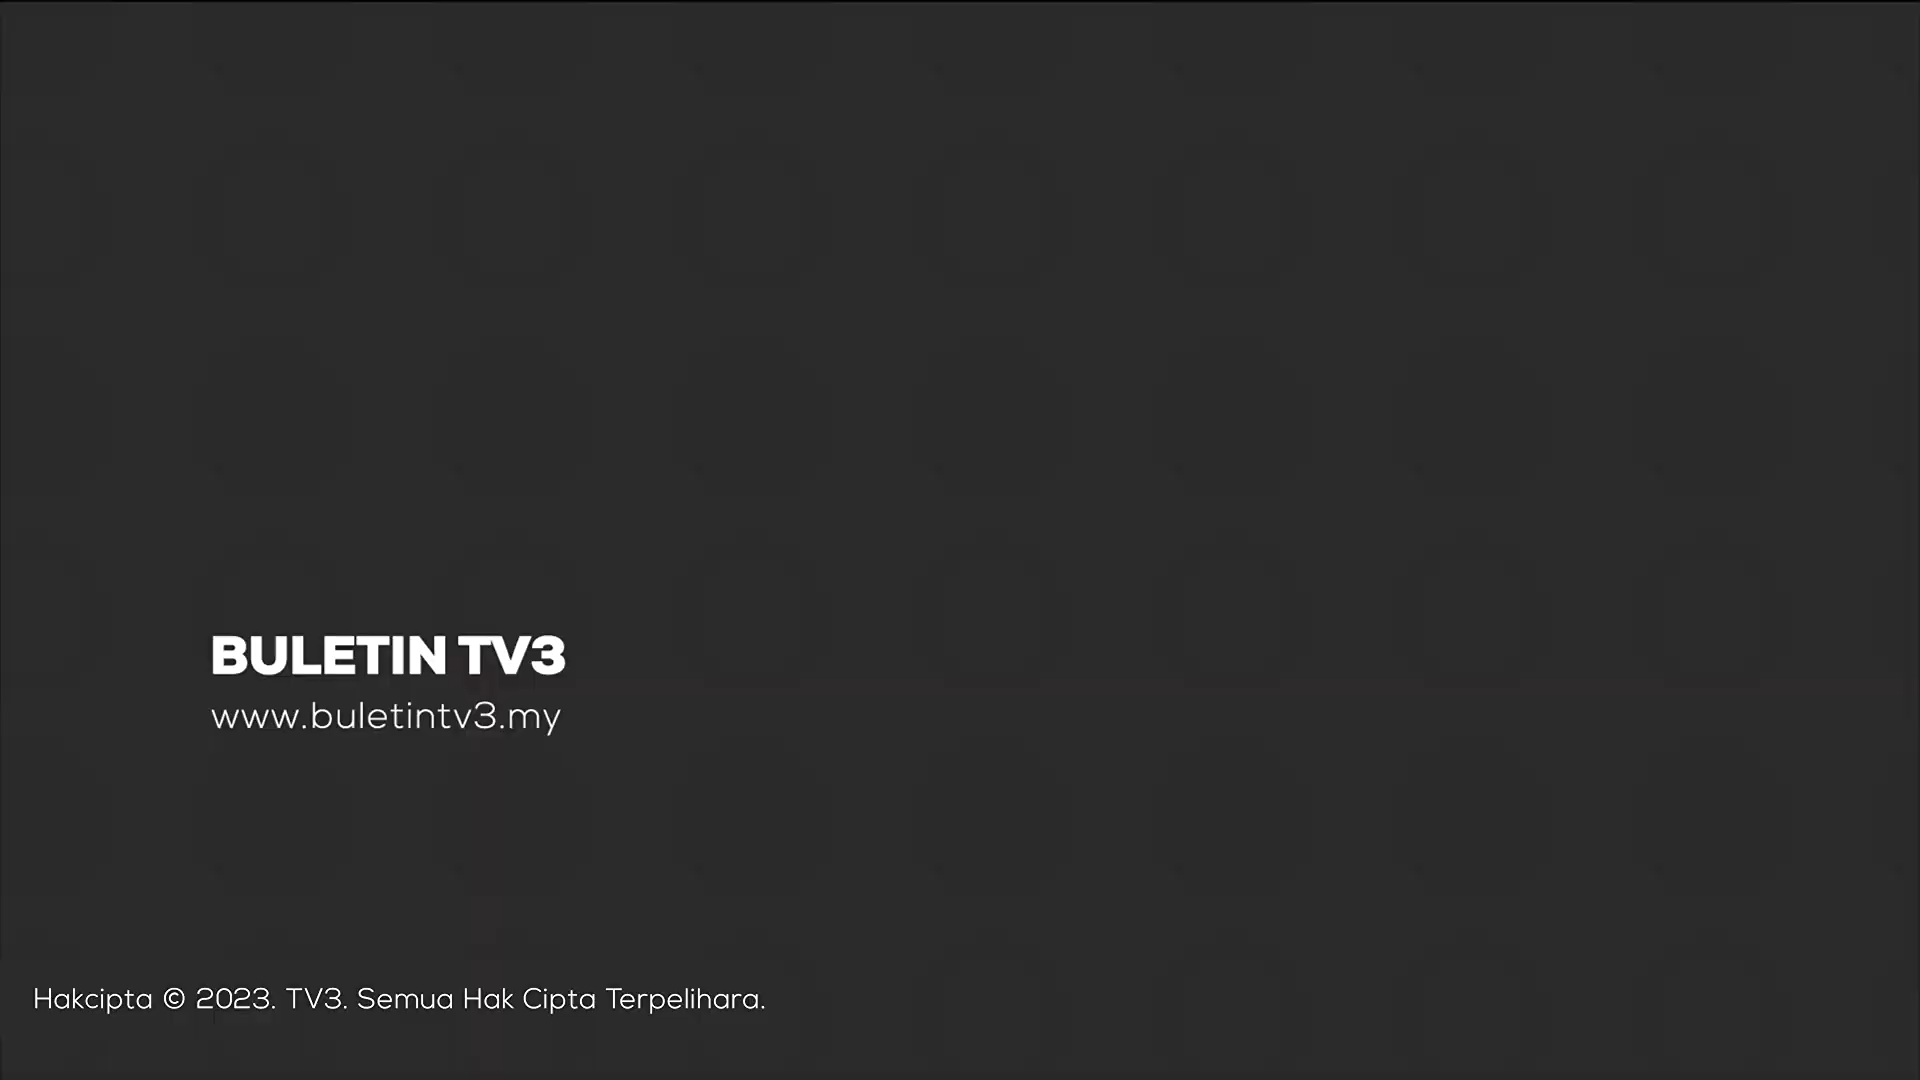 BULETIN TV3
www.buletintv3.my
Hakcipta © 2023. TV3. Semua Hak Cipta Terpelihara.